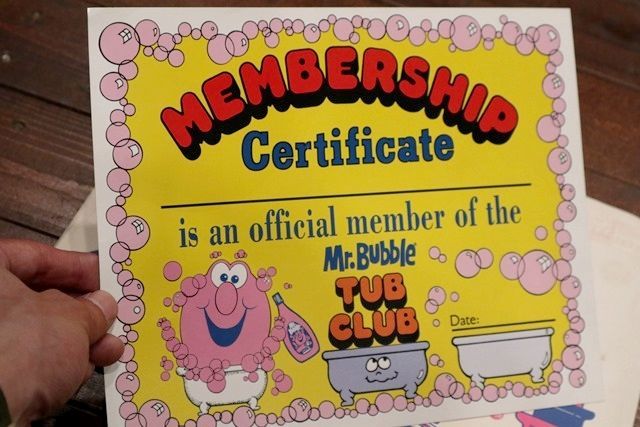 MEMBERSHIP
Certificate
is an official member of the
Mr. Bubble
TUB
CLUB
Date: